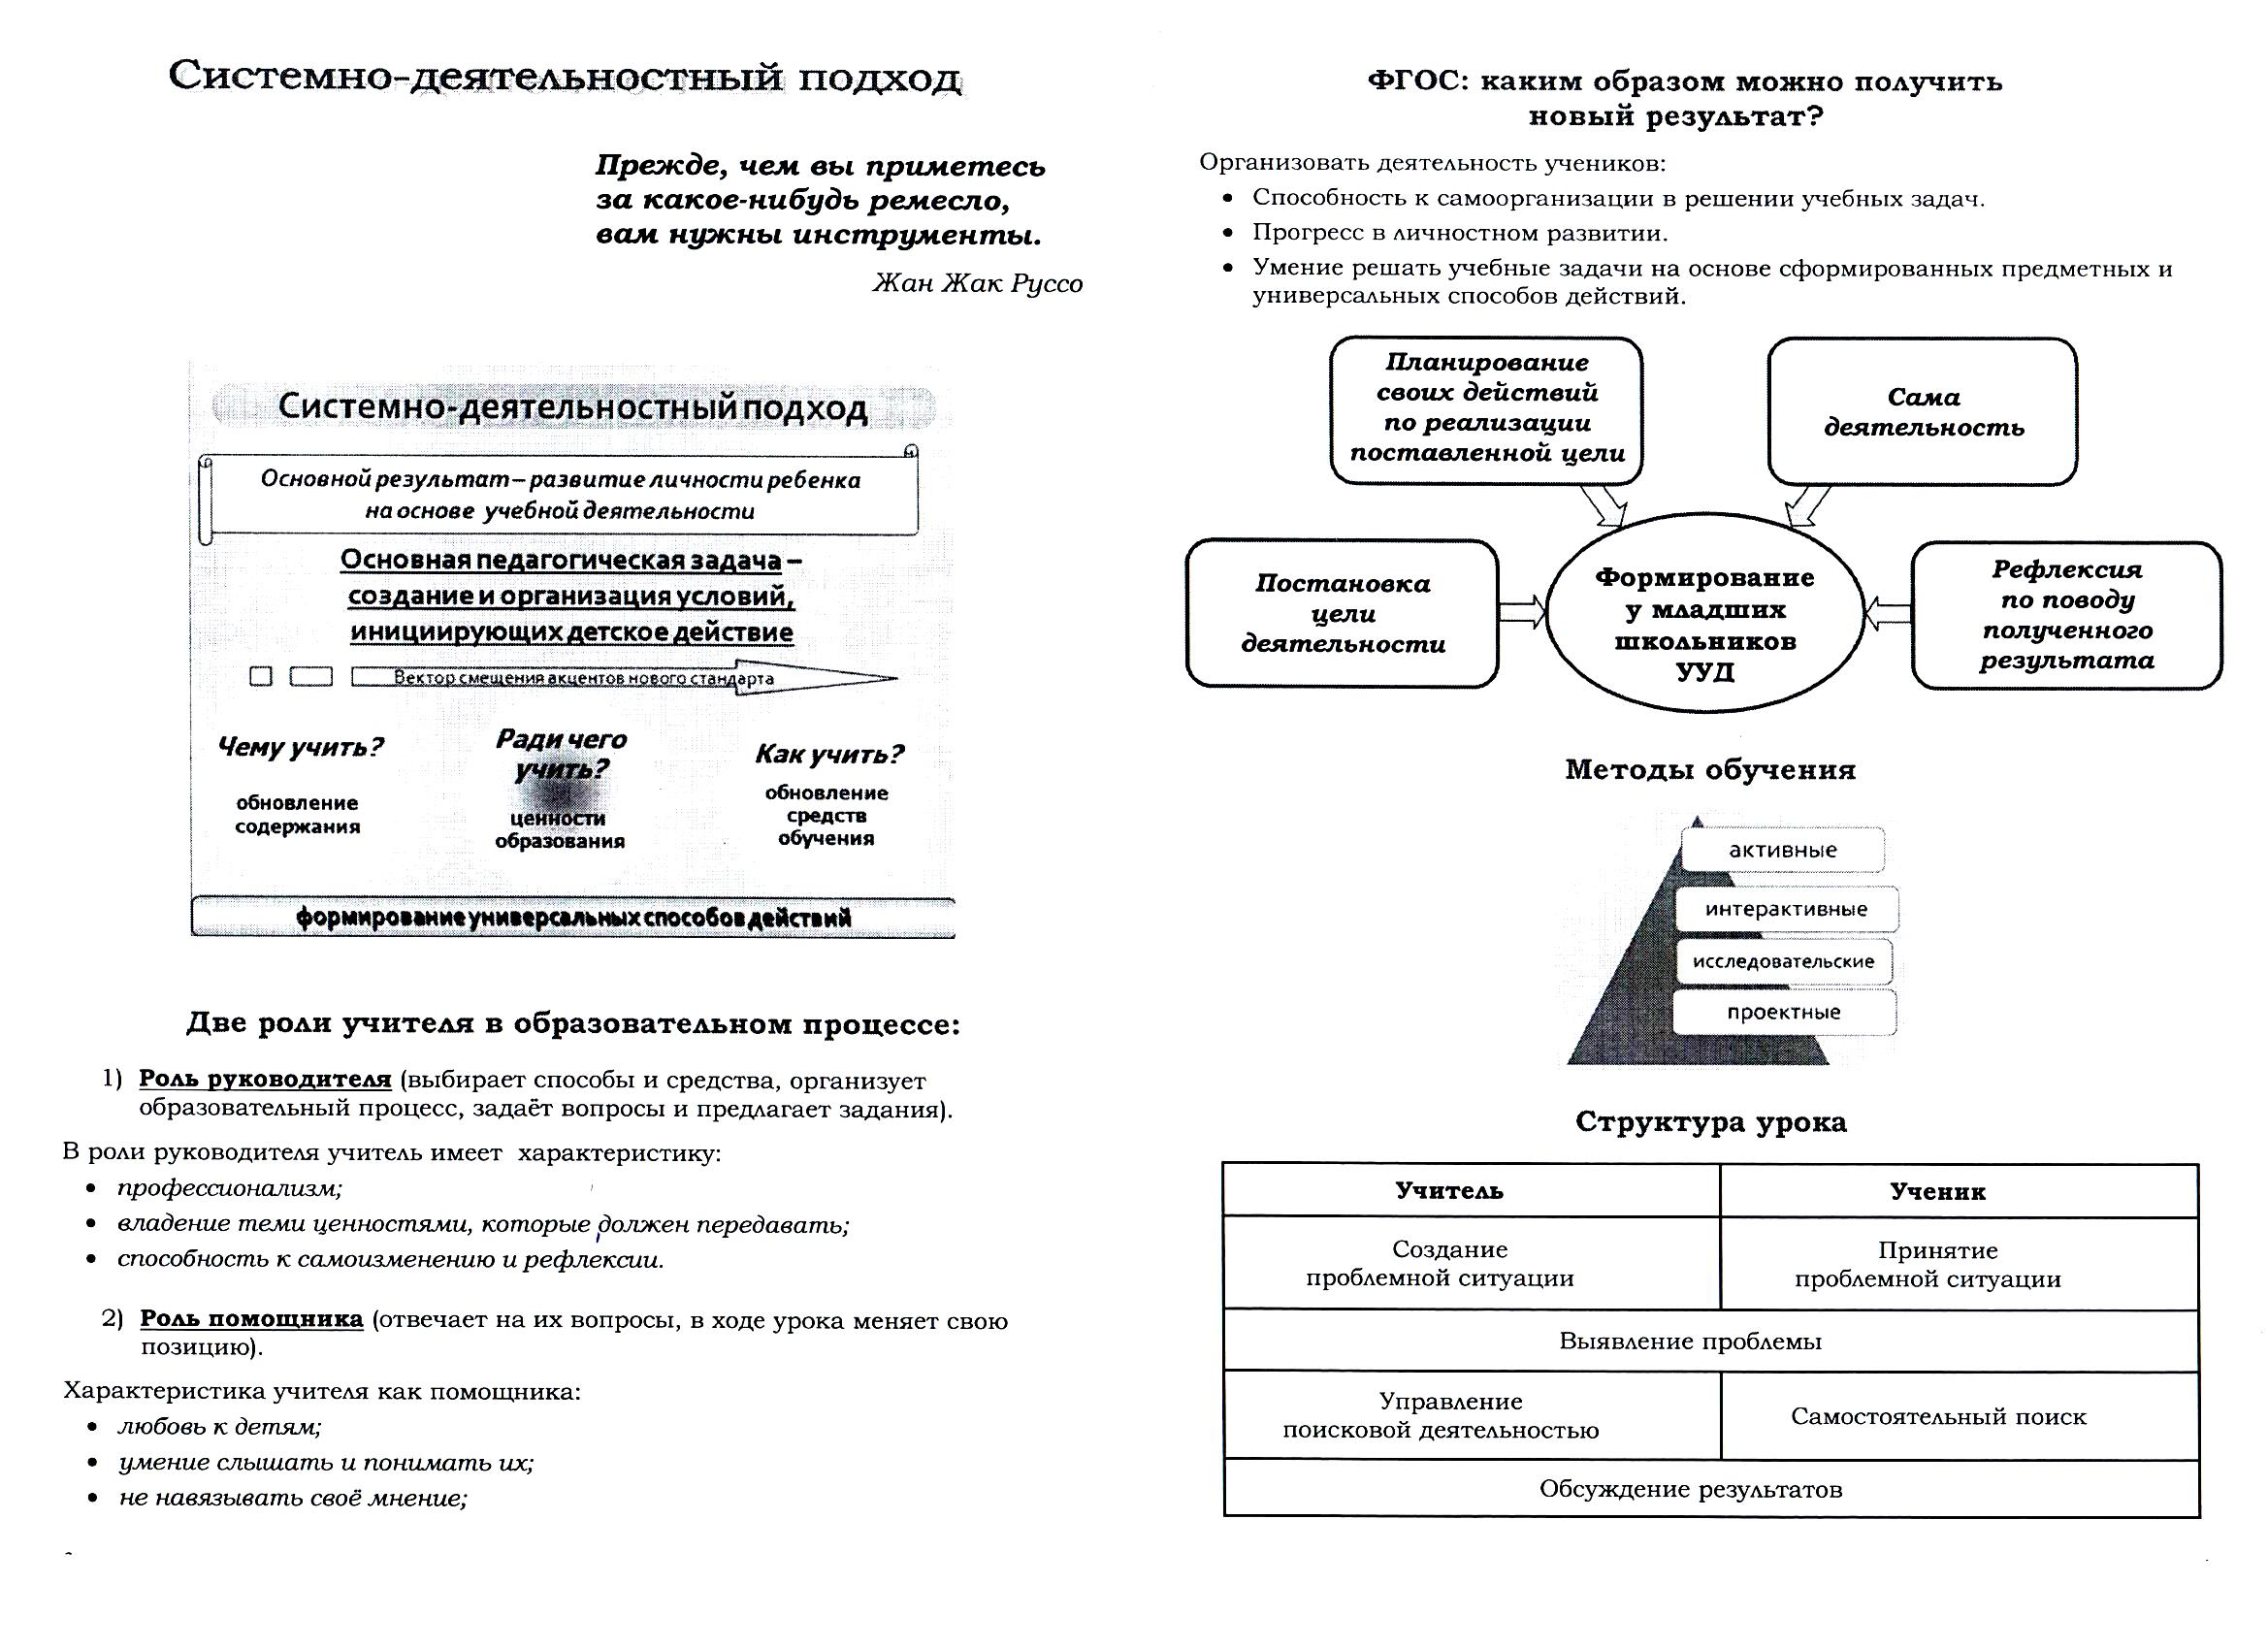 Системно-деятельностный подход
Прежде, чем вы приметесь
за какое-нибудь ремесло,
вам нужны инструменты.
Жан Жак Руссо
Системно-деятельностный подход
Основной результат – развитие личности ребенка
на основе учебной деятельности
Основная педагогическая задача –
создание и организация условий,
инициирующих детское действие
Вектор смещения акцентов нового стандарта
Чему учить?
обновление
содержания
Ради чего
учить?
ценности
образования
Как учить?
обновление
средств
обучения
формирование универсальных способов действий
Две роли учителя в образовательном процессе:
1) Роль руководителя (выбирает способы и средства, организует
образовательный процесс, задаёт вопросы и предлагает задания).
В роли руководителя учитель имеет характеристику:
• профессионализм;
• владение теми ценностями, которые должен передавать;
• способность к самоизменению и рефлексии.
2) Роль помощника (отвечает на их вопросы, в ходе урока меняет свою
позицию).
Характеристика учителя как помощника:
• любовь к детям;
• умение слышать и понимать их;
• не навязывать своё мнение;
ФГОС: каким образом можно получить
новый результат?
Организовать деятельность учеников:
• Способность к самоорганизации в решении учебных задач.
• Прогресс в личностном развитии.
• Умение решать учебные задачи на основе сформированных предметных и
универсальных способов действий.
Планирование
своих действий
по реализации
поставленной цели
Сама
деятельность
Постановка
цели
деятельности
Формирование
у младших
школьников
УУД
Рефлексия
по поводу
полученного
результата
Методы обучения
активные
интерактивные
исследовательские
проектные
Структура урока
Учитель
Ученик
Создание
проблемной ситуации
Принятие
проблемной ситуации
Выявление проблемы
Управление
поисковой деятельностью
Самостоятельный поиск
Обсуждение результатов